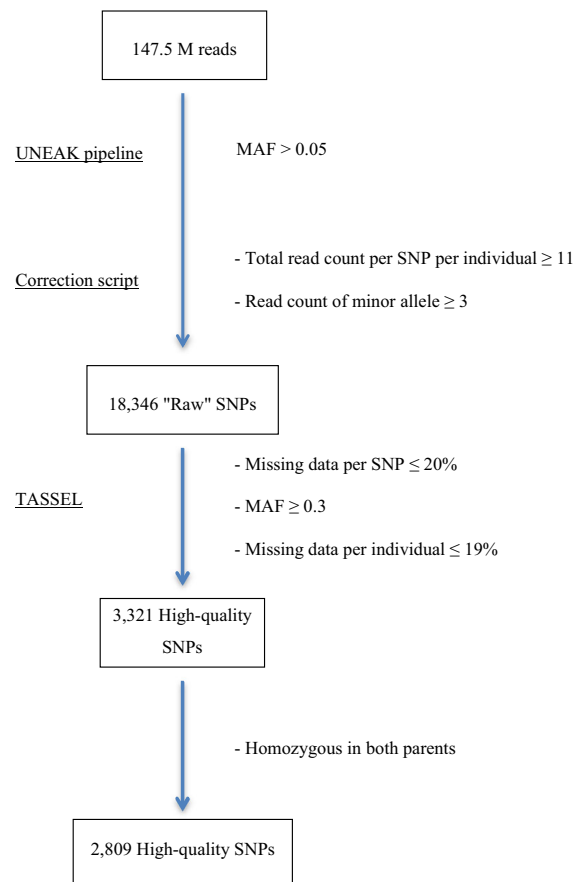 147.5 M reads
UNEAK pipeline
MAF > 0.05
- Total read count per SNP per individual ≥ 11
Correction script
- Read count of minor allele ≥ 3
18,346 "Raw" SNPs
- Missing data per SNP ≤ 20%
TASSEL
- MAF ≥ 0.3
- Missing data per individual ≤ 19%
3,321 High-quality
SNPs
- Homozygous in both parents
2,809 High-quality SNPs